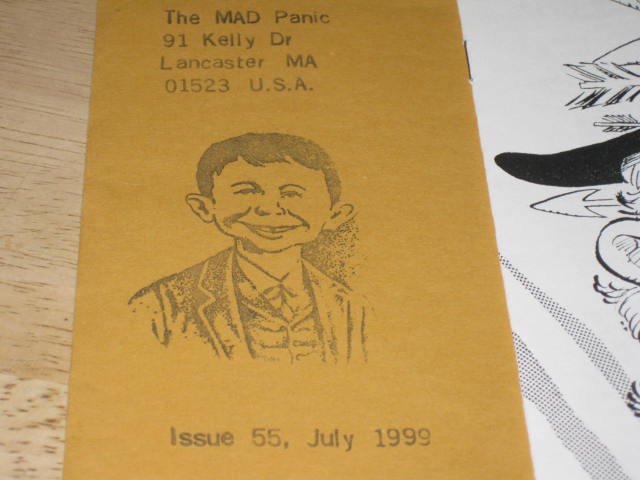 The MAD Panic
91 Kelly Dr
Lancaster MA
01523 U.S.A.
Issue 55, July 1999